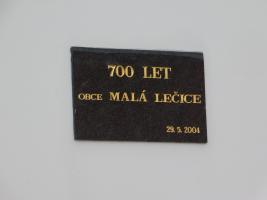 700 LET
OBCE MALÁ LEČICE
29. 5. 2004